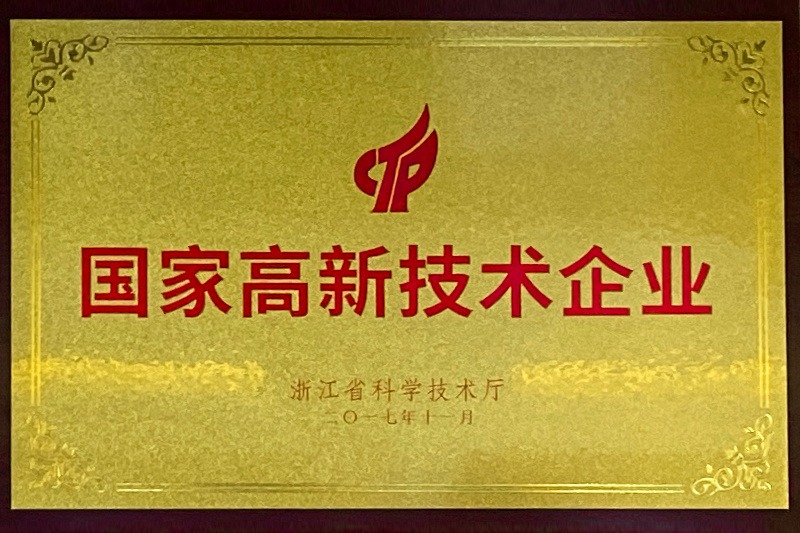 CTP
国家高新技术企业
浙江省科学技术厅
二〇一七年十一月